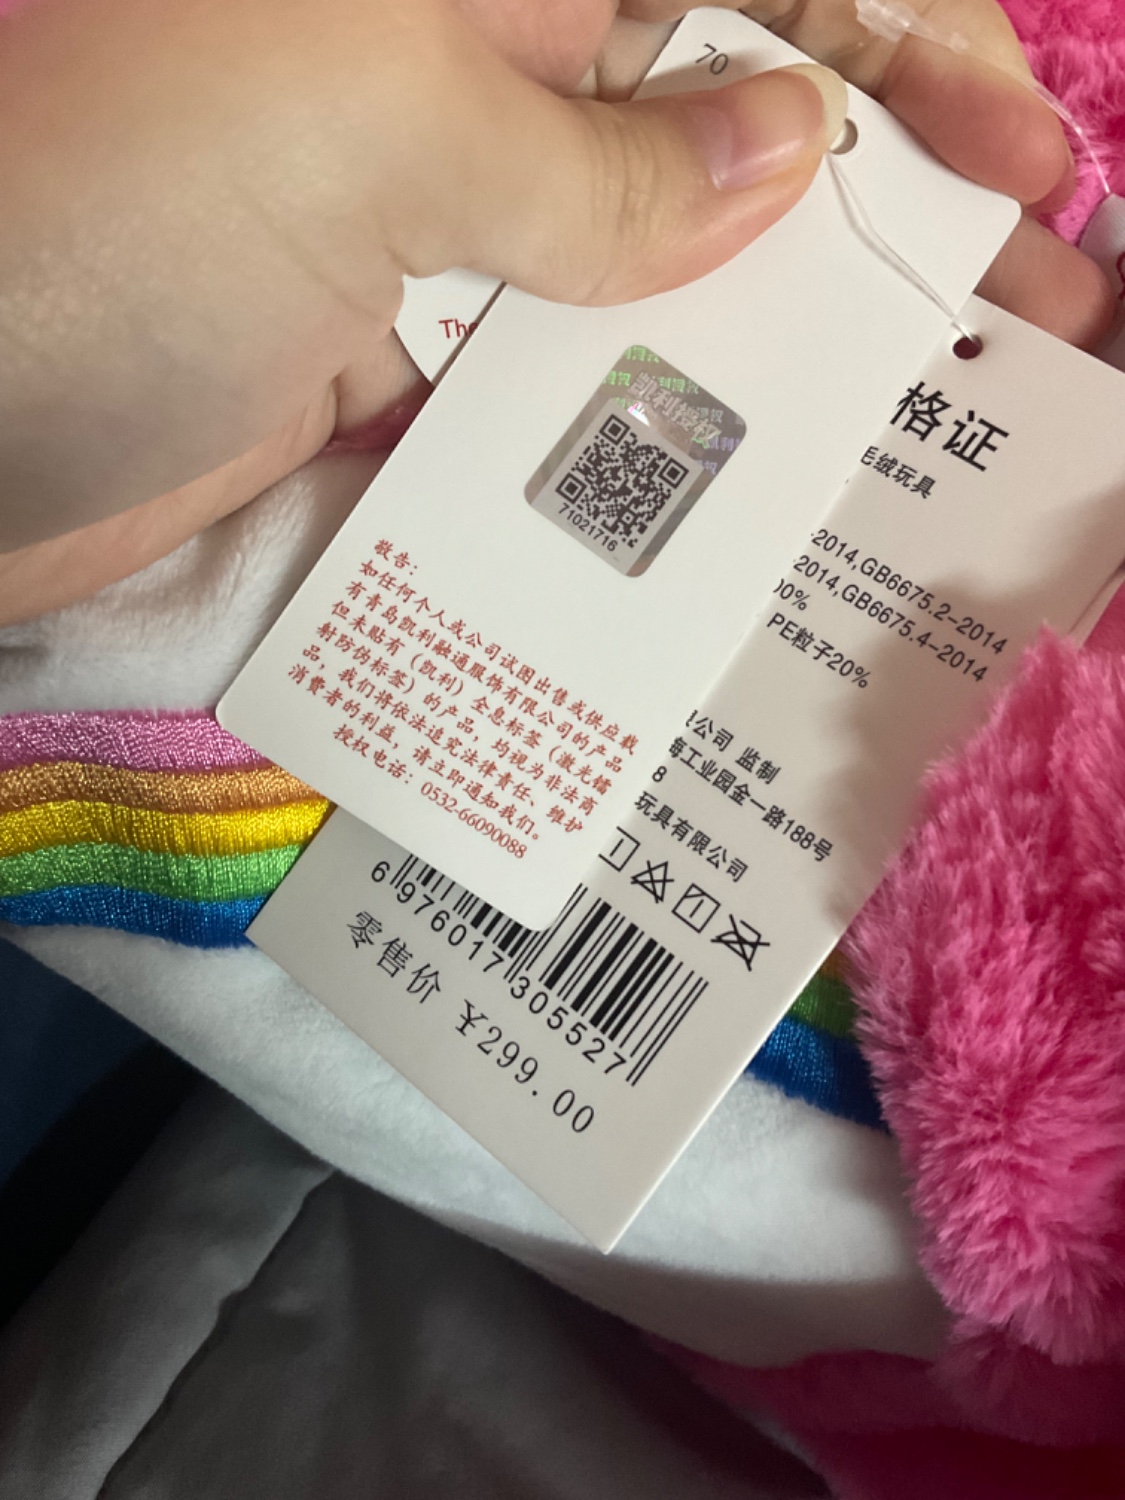 70
The
凯利授权
71021716
敬告:
如任何个人或公司试图出售或供应载
有青岛凯利融通服饰有限公司的产品
但未贴有(凯利)全息标签(激光镭
射防伪标签)的产品,均视为非法商
品,我们将依法追究法律责任、维护
消费者的利益,请立即通知我们。
授权电话:0532-66090088
格证
毛绒玩具
-2014,GB6675.2-2014
-2014,GB6675.4-2014
00%
PE粒子20%
公司 监制
海工业园金一路188号
8
玩具有限公司
6 976017 305527
零售价 ¥299.00